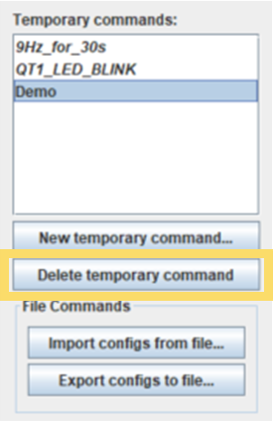 Temporary commands:
9Hz_for_30s
QT1_LED_BLINK
Demo
New temporary command...
Delete temporary command
File Commands
Import configs from file...
Export configs to file...